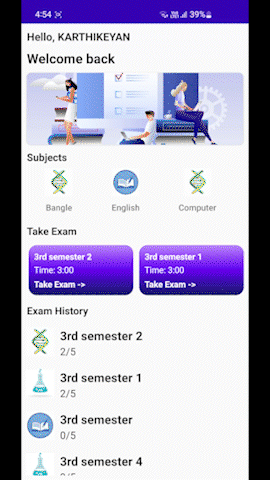 4:54 39%
Hello, KARTHIKEYAN
Welcome back
Subjects
Bangle English Computer
Take Exam
3rd semester 2 3rd semester 1
Time: 3:00 Time: 3:00
Take Exam -> Take Exam ->
Exam History
3rd semester 2
2/5
3rd semester 1
2/5
3rd semester
0/5
3rd semester 4